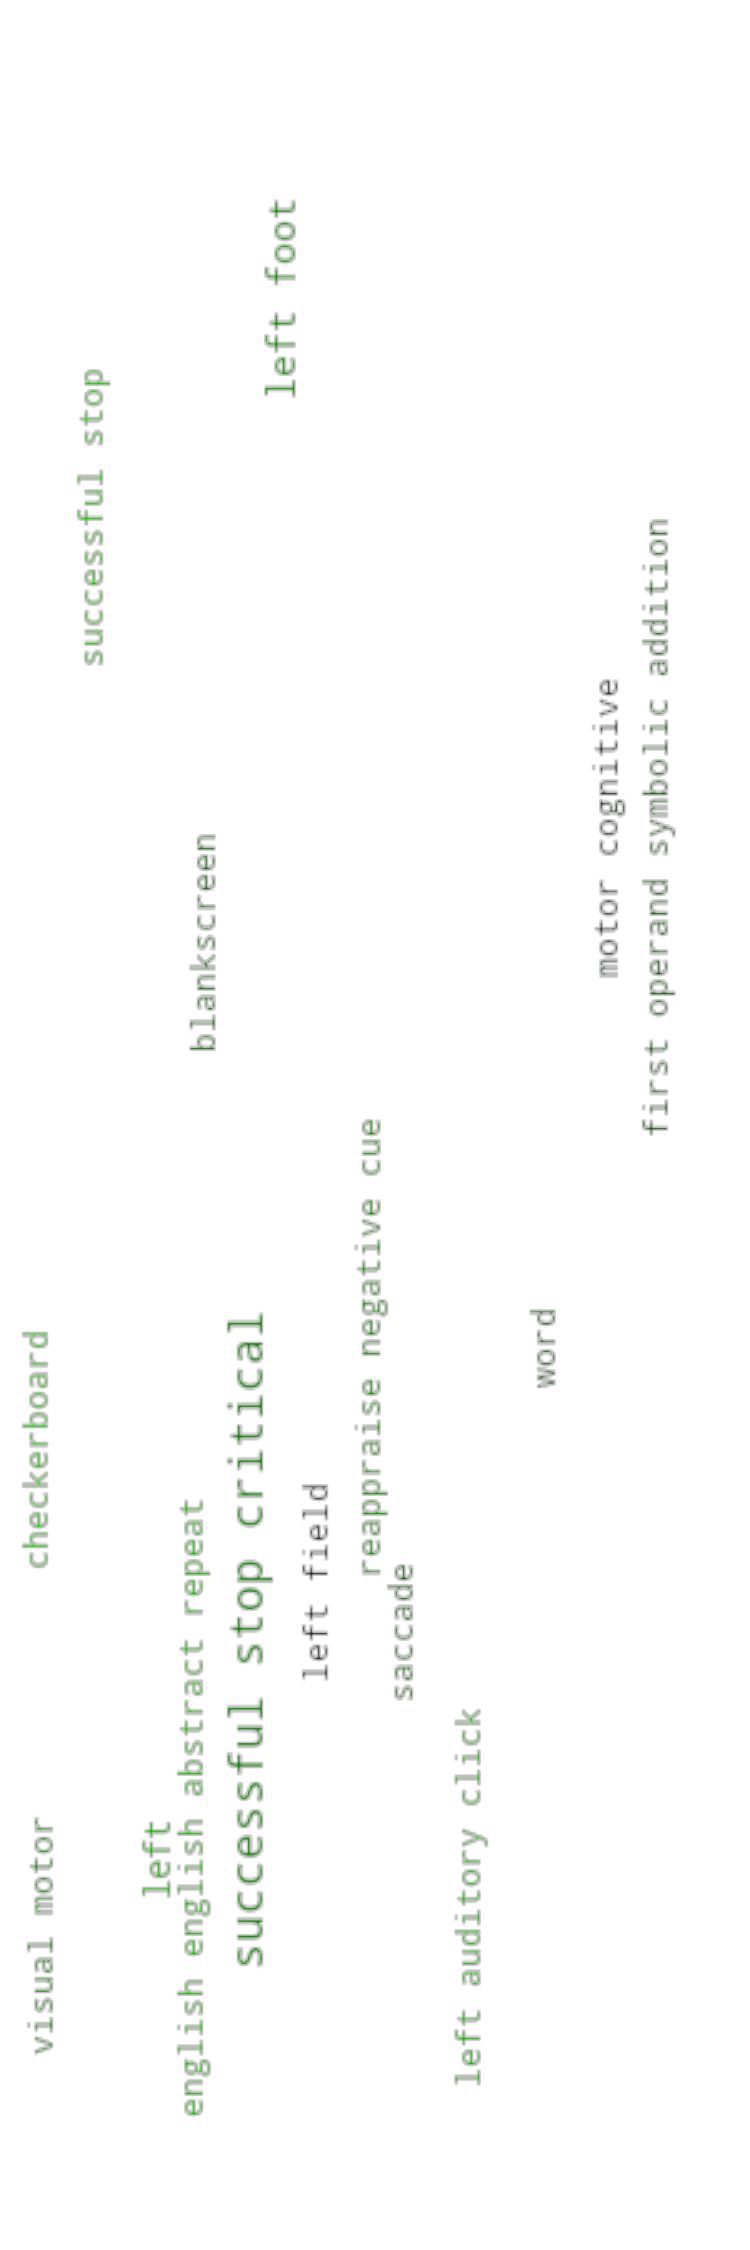 checkerboard
visual motor
successful stop
left
english english abstract repeat
blankscreen
successful stop critical
left foot
left field
reappraise negative cue
saccade
left auditory click
word
motor cognitive
first operand symbolic addition